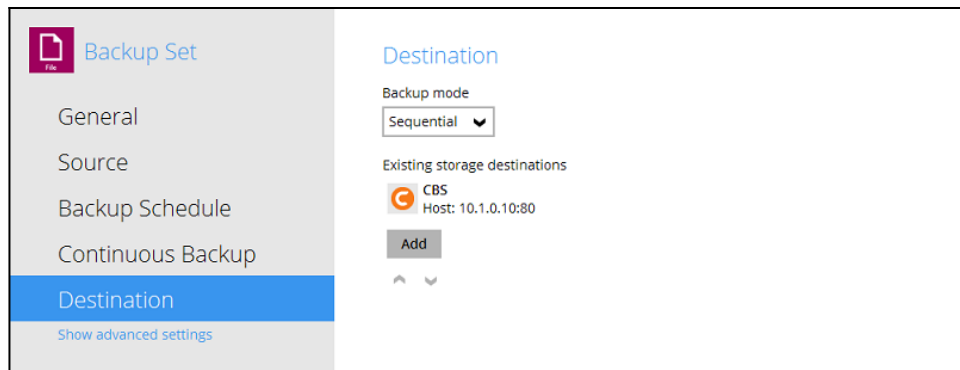 File
Backup Set
General
Source
Backup Schedule
Continuous Backup
Destination
Show advanced settings
Destination
Backup mode
Sequential
Existing storage destinations
C
CBS
Host: 10.1.0.10:80
Add